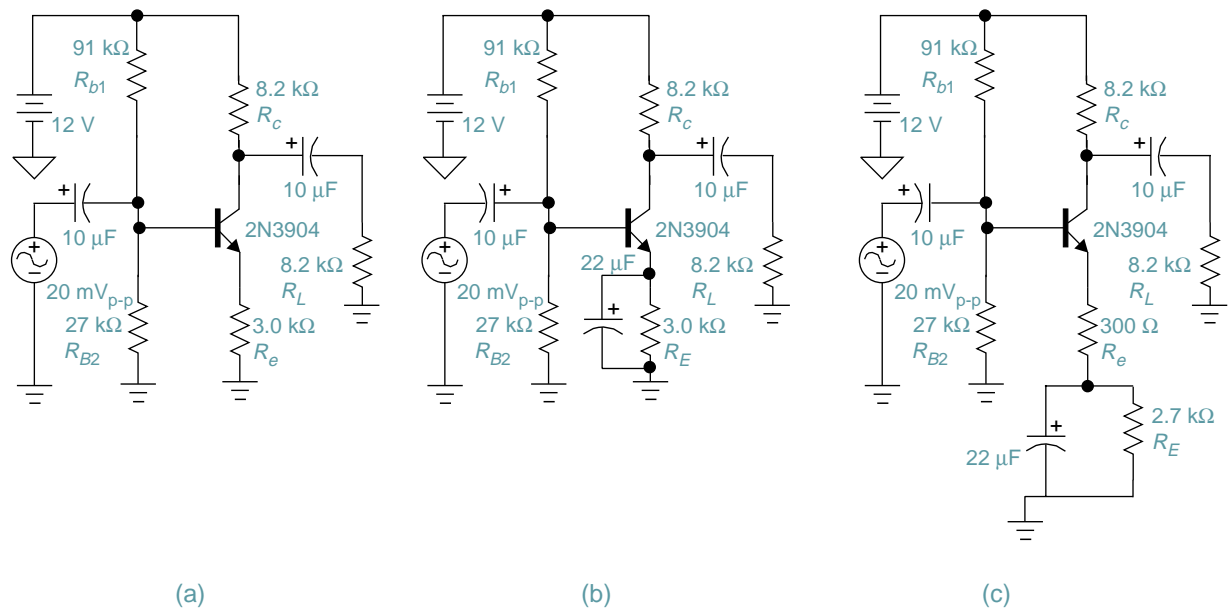 91 kΩ
Rb1
8.2 kΩ
Rc
12 V
+
10 μF
+
10 μF
2N3904
+
−
8.2 kΩ
RL
20 mVp-p
27 kΩ
RB2
3.0 kΩ
Re
(a)
91 kΩ
Rb1
8.2 kΩ
Rc
12 V
+
10 μF
+
10 μF
2N3904
+
−
22 μF
+
8.2 kΩ
RL
20 mVp-p
27 kΩ
RB2
3.0 kΩ
RE
(b)
91 kΩ
Rb1
8.2 kΩ
Rc
12 V
+
10 μF
+
10 μF
2N3904
+
−
8.2 kΩ
RL
20 mVp-p
27 kΩ
RB2
300 Ω
Re
+
22 μF
2.7 kΩ
RE
(c)